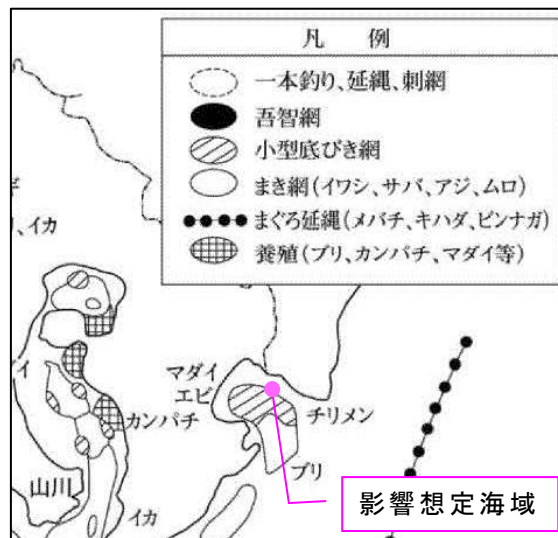 凡 例
一本釣り、延縄、刺網
吾智網
小型底びき網
まき網(イワシ、サバ、アジ、ムロ)
まぐろ延縄(メバチ、キハダ、ビンナガ)
養殖(ブリ、カンパチ、マダイ等)
、イカ
マダイ
エビ
チリメン
カンパチ
ブリ
山川
イカ
影響想定海域